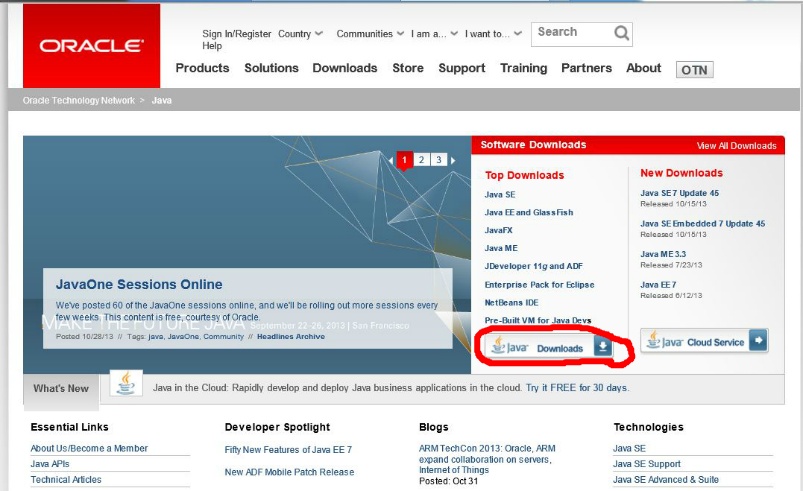 ORACLE
Sign In/Register Country Communities I am a... I want to... Search
Help
Products Solutions Downloads Store Support Training Partners About OTN
Oracle Technology Network > Java
1 2 3
JavaOne Sessions Online
We've posted 60 of the JavaOne sessions online, and we'll be rolling out more sessions every
few weeks. This content is free, courtesy of Oracle.
MAKE THE FUTURE JAVA September 22-26, 2013 | San Francisco
Posted 10/28/13 // Tags: java, JavaOne, Community // Headlines Archive
Software Downloads View All Downloads
Top Downloads
Java SE
Java EE and GlassFish
JavaFX
Java ME
JDeveloper 11g and ADF
Enterprise Pack for Eclipse
NetBeans IDE
Pre-Built VM for Java Devs
Java Downloads
New Downloads
Java SE 7 Update 45
Released 10/15/13
Java SE Embedded 7 Update 45
Released 10/15/13
Java ME 3.3
Released 7/23/13
Java EE 7
Released 6/12/13
Java Cloud Service
What's New Java in the Cloud: Rapidly develop and deploy Java business applications in the cloud. Try it FREE for 30 days.
Essential Links
About Us/Become a Member
Java APIs
Technical Articles
Developer Spotlight
Fifty New Features of Java EE 7
New ADF Mobile Patch Release
Blogs
ARM TechCon 2013: Oracle, ARM
expand collaboration on servers,
Internet of Things
Posted: Oct 31
Technologies
Java SE
Java SE Support
Java SE Advanced & Suite